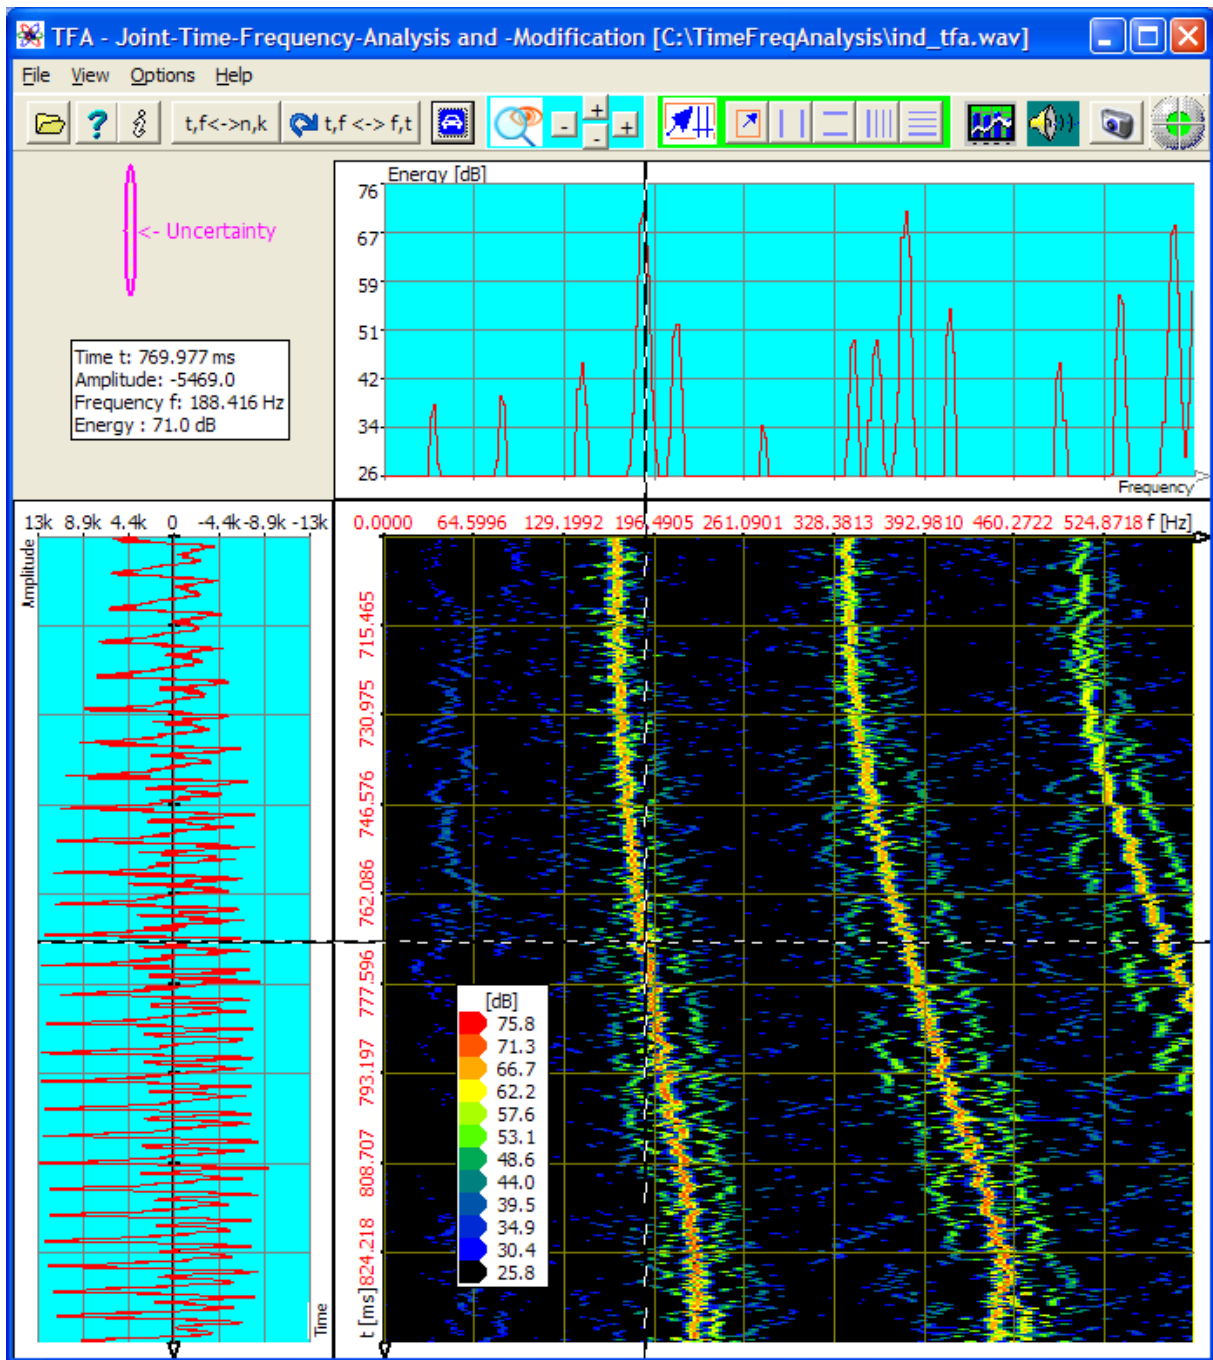 TFA - Joint-Time-Frequency-Analysis and -Modification [C:\TimeFreqAnalysis\ind_tfa.wav]
File View Options Help
t,f<->n,k t,f <-> f,t - + - +
<- Uncertainty
Time t: 769.977 ms
Amplitude: -5469.0
Frequency f: 188.416 Hz
Energy : 71.0 dB
Energy [dB]
76
67
59
51
42
34
26
Frequency
13k 8.9k 4.4k 0 -4.4k -8.9k -13k
Amplitude
Time
0.0000 64.5996 129.1992 196.4905 261.0901 328.3813 392.9810 460.2722 524.8718 f [Hz]
715.465
730.975
746.576
762.086
777.596
793.197
808.707
824.218
t [ms]
[dB]
75.8
71.3
66.7
62.2
57.6
53.1
48.6
44.0
39.5
34.9
30.4
25.8